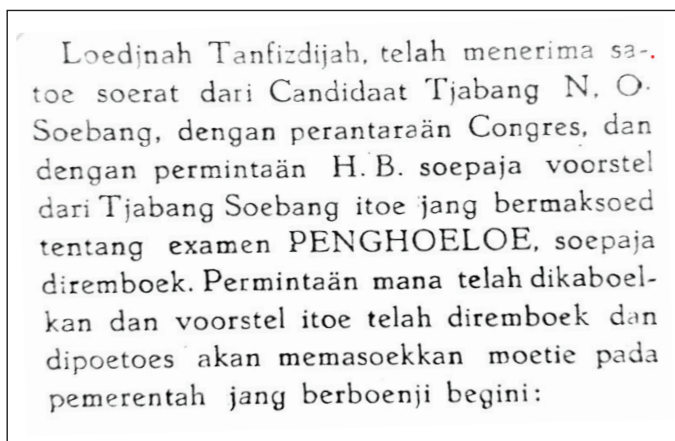 Loedjnah Tanfizdijah, telah menerima sa-
toe soerat dari Candidaat Tjabang N. O.
Soebang, dengan perantaraän Congres, dan
dengan permintaän H. B. soepaja voorstel
dari Tjabang Soebang itoe jang bermaksoed
tentang examen PENGHOELOE, soepaja
diremboek. Permintaän mana telah dikaboel-
kan dan voorstel itoe telah diremboek dan
dipoetoes akan memasoekkan moetie pada
pemerentah jang berboenji begini: